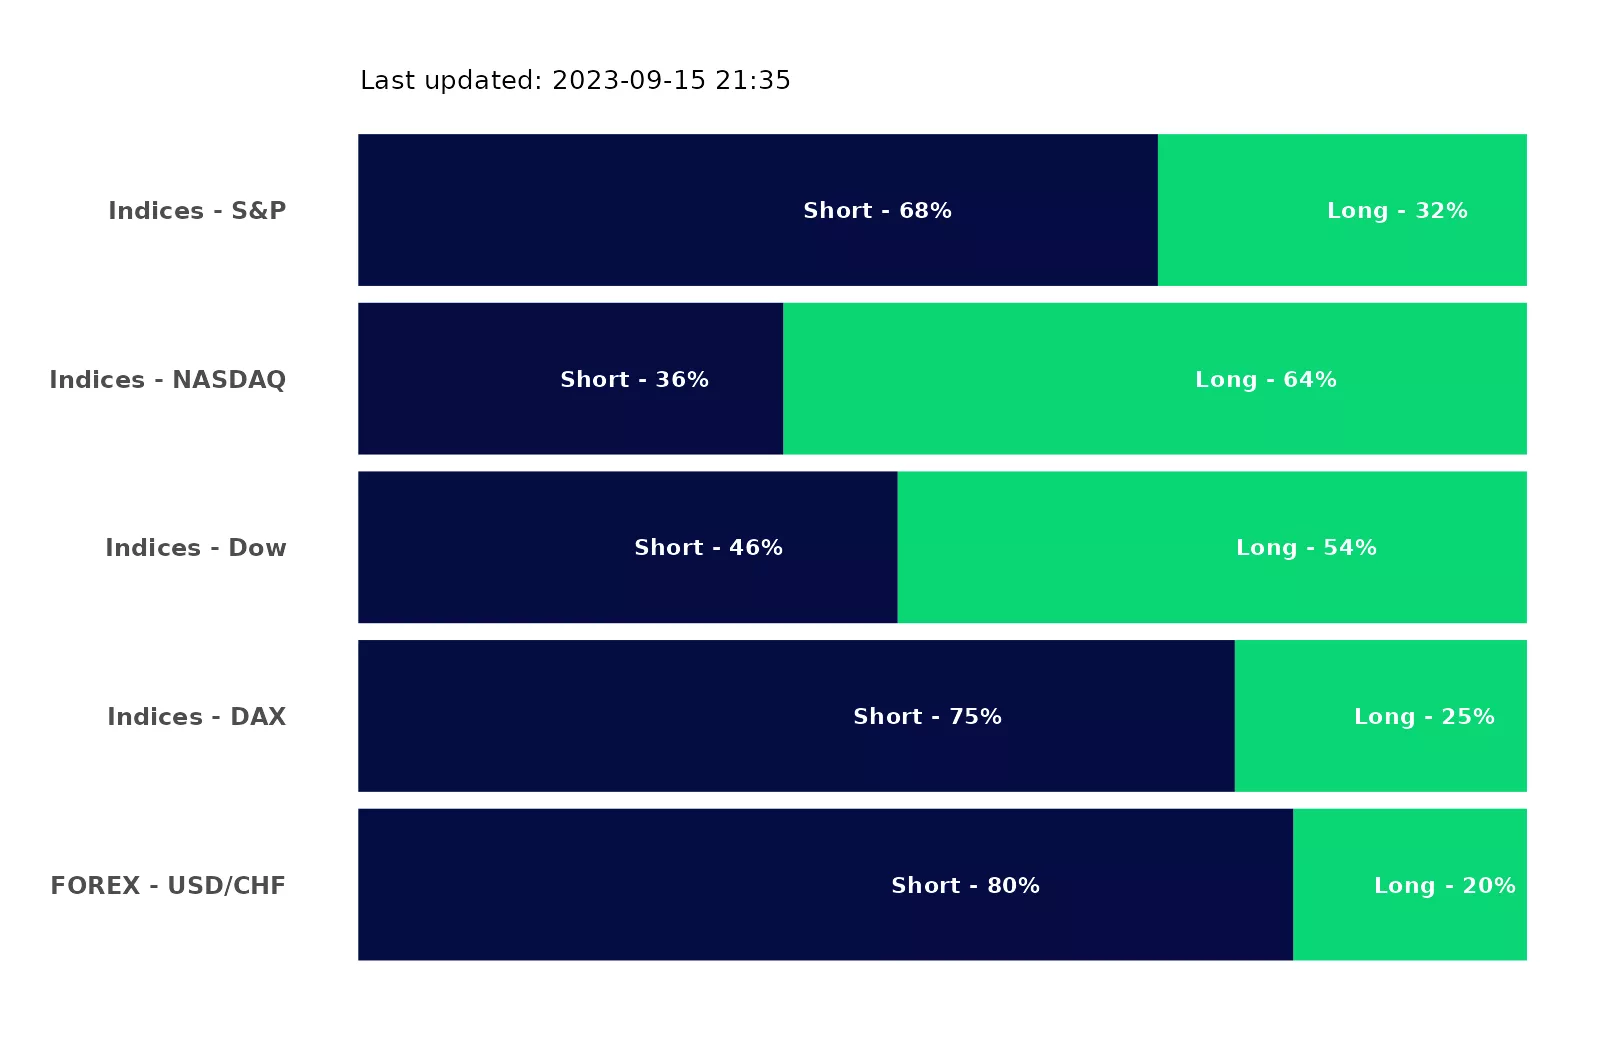 Last updated: 2023-09-15 21:35
Indices - S&P Short - 68% Long - 32%
Indices - NASDAQ Short - 36% Long - 64%
Indices - Dow Short - 46% Long - 54%
Indices - DAX Short - 75% Long - 25%
FOREX - USD/CHF Short - 80% Long - 20%